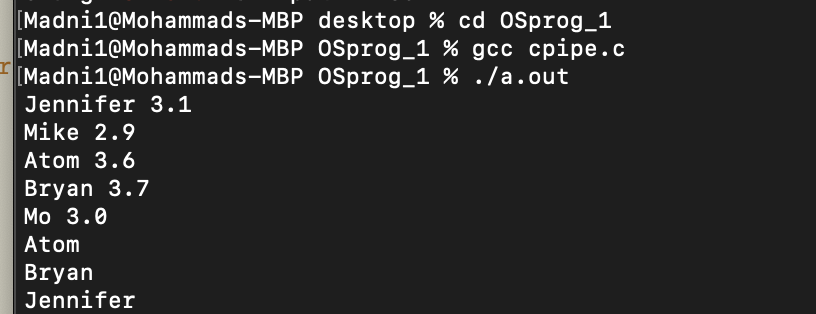 [Madni1@Mohammads-MBP desktop % cd OSprog_1
[Madni1@Mohammads-MBP OSprog_1 % gcc cpipe.c
r[Madni1@Mohammads-MBP OSprog_1 % ./a.out
Jennifer 3.1
Mike 2.9
Atom 3.6
Bryan 3.7
Mo 3.0
Atom
Bryan
Jennifer